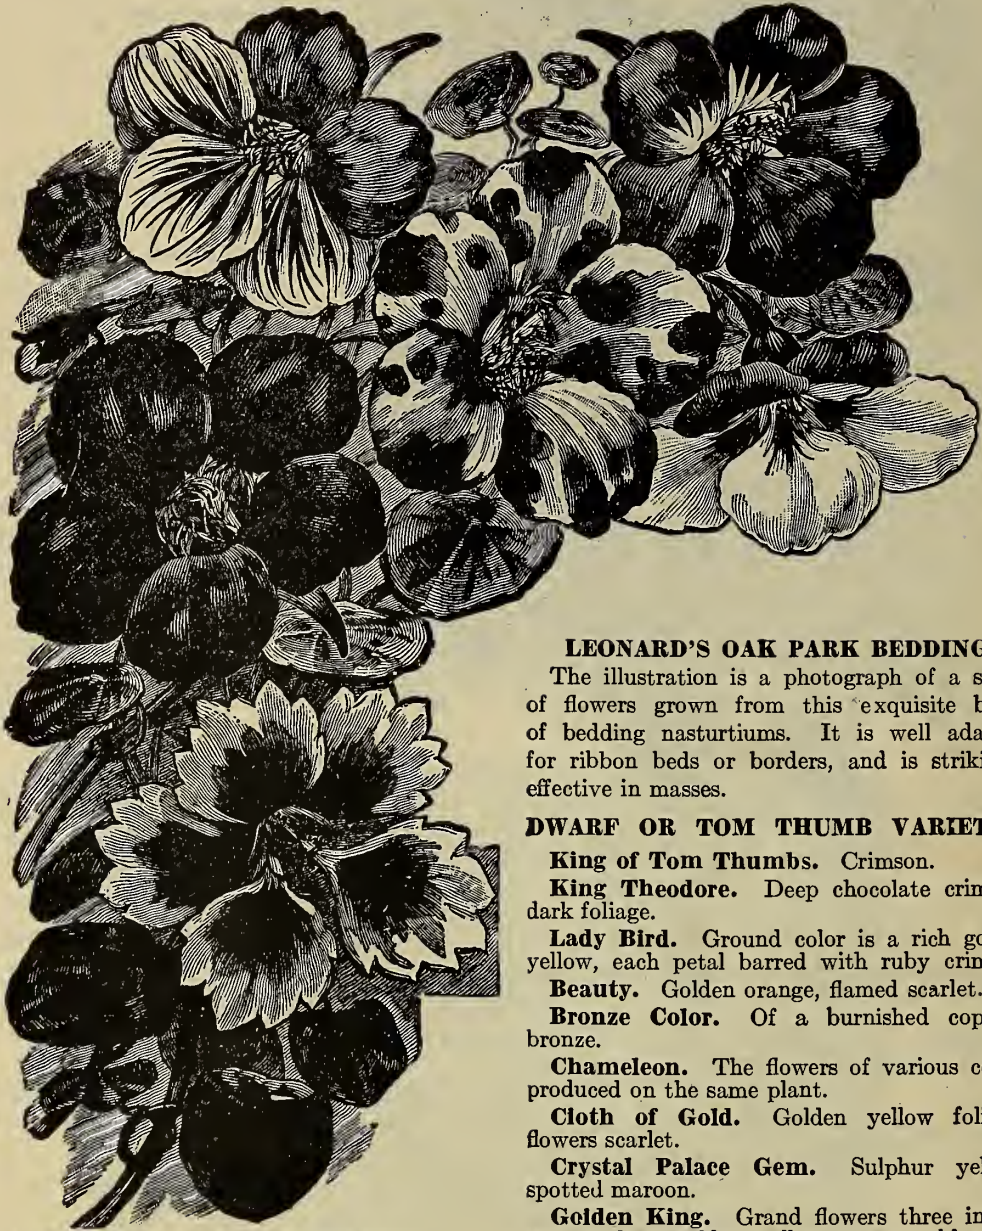 LEONARD'S OAK PARK BEDDING
The illustration is a photograph of a s
of flowers grown from this exquisite b
of bedding nasturtiums. It is well ada
for ribbon beds or borders, and is striki
effective in masses.
DWARF OR TOM THUMB VARIET
King of Tom Thumbs. Crimson.
King Theodore. Deep chocolate crim
dark foliage.
Lady Bird. Ground color is a rich go
yellow, each petal barred with ruby crim
Beauty. Golden orange, flamed scarlet.
Bronze Color. Of a burnished cop
bronze.
Chameleon. The flowers of various c
produced on the same plant.
Cloth of Gold. Golden yellow foli
flowers scarlet.
Crystal Palace Gem. Sulphur yel
spotted maroon.
Golden King. Grand flowers three in